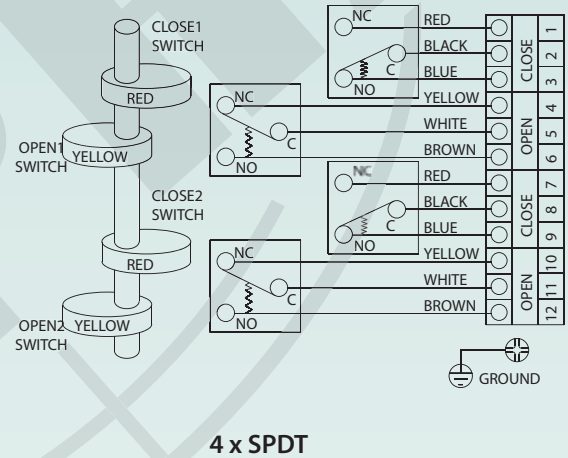 CLOSE1
SWITCH
RED
OPEN1
SWITCH
YELLOW
CLOSE2
SWITCH
RED
OPEN2
SWITCH
YELLOW
NC
C
NO
NC
C
NO
NC
C
NO
NC
C
NO
RED
BLACK
BLUE
YELLOW
WHITE
BROWN
RED
BLACK
BLUE
YELLOW
WHITE
BROWN
CLOSE
OPEN
CLOSE
OPEN
1
2
3
4
5
6
7
8
9
10
11
12
GROUND
4 x SPDT